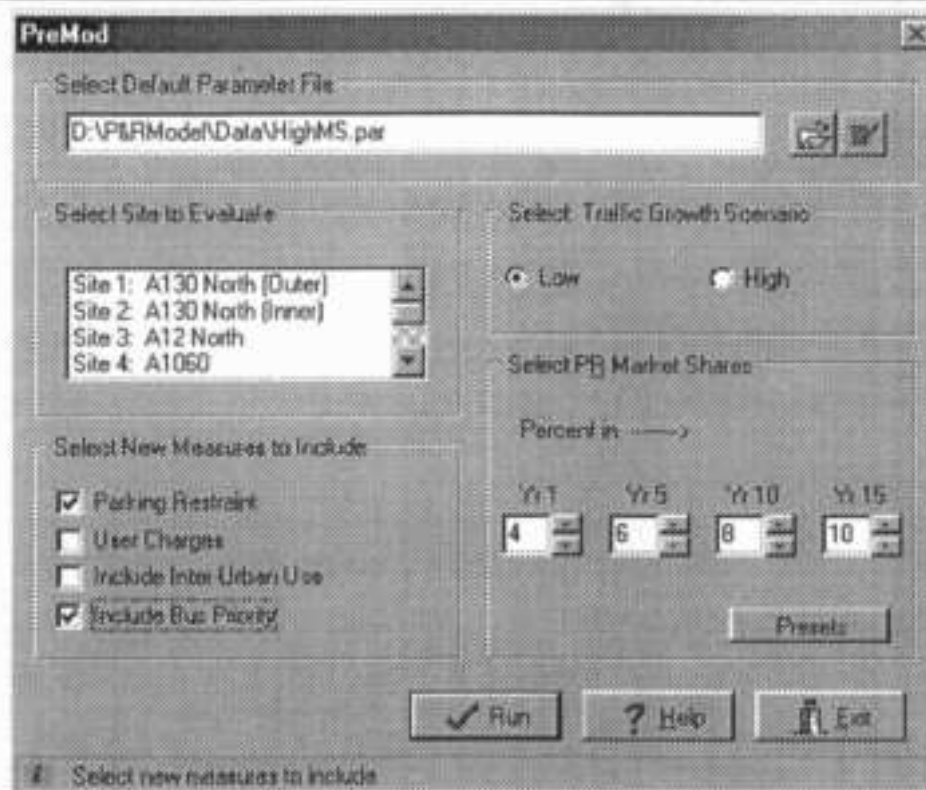 PreMod
Select Default Parameter File
D:\P&RModel\Data\HighMS.par
Select Site to Evaluate
Site 1: A130 North (Outer)
Site 2: A130 North (Inner)
Site 3: A12 North
Site 4: A1060
Select Traffic Growth Scenario
Low
High
Select New Measures to Include
Parking Restraint
User Charges
Include Inter-Urban Use
Include Bus Priority
Select PR Market Shares
Percent in ----->
Yr 1 Yr 5 Yr 10 Yr 15
4 6 8 10
Presets
Run Help Exit
Select new measures to include